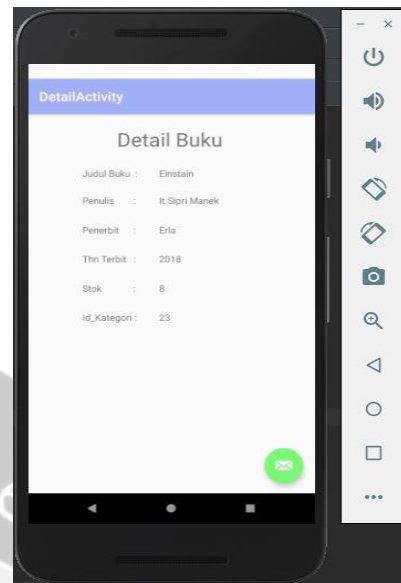 DetailActivity
Detail Buku
Judul Buku : Einstain
Penulis : It.Sipri Manek
Penerbit : Erla
Thn Terbit : 2018
Stok : 8
Id_Kategori : 23